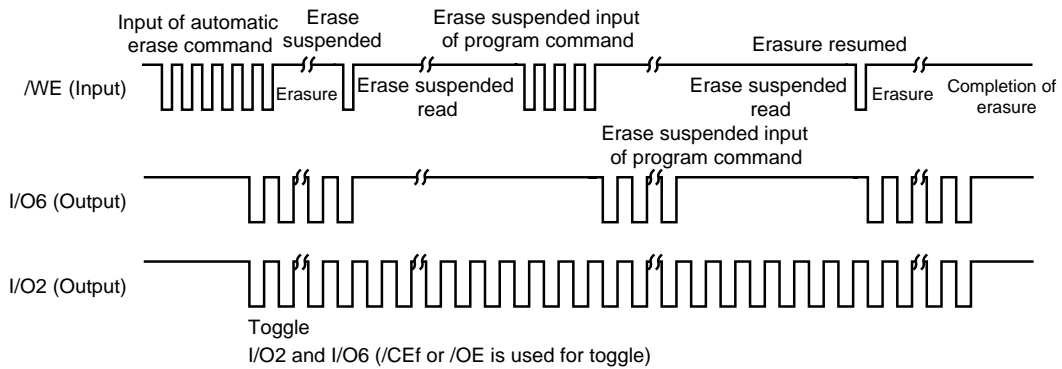 Input of automatic
erase command
Erase
suspended
Erase suspended input
of program command
Erasure resumed
/WE (Input)
Erasure
Erase suspended
read
Erase suspended
read
Erasure
Completion of
erasure
Erase suspended input
of program command
I/O6 (Output)
I/O2 (Output)
Toggle
I/O2 and I/O6 (/CEf or /OE is used for toggle)